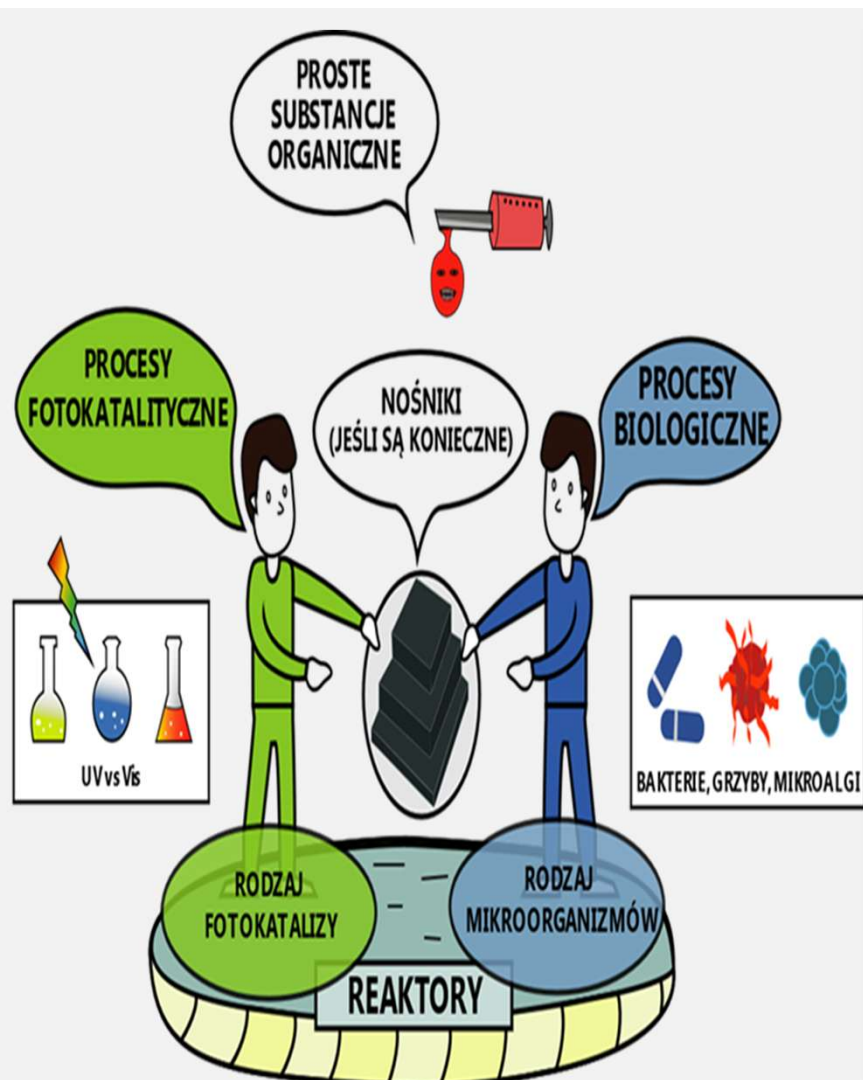 PROSTE
SUBSTANCJE
ORGANICZNE
PROCESY
FOTOKATALITYCZNE
NOŚNIKI
(JEŚLI SĄ KONIECZNE)
PROCESY
BIOLOGICZNE
UV vs Vis
BAKTERIE, GRZYBY, MIKROALGI
RODZAJ
FOTOKATALIZY
RODZAJ
MIKROORGANIZMÓW
REAKTORY